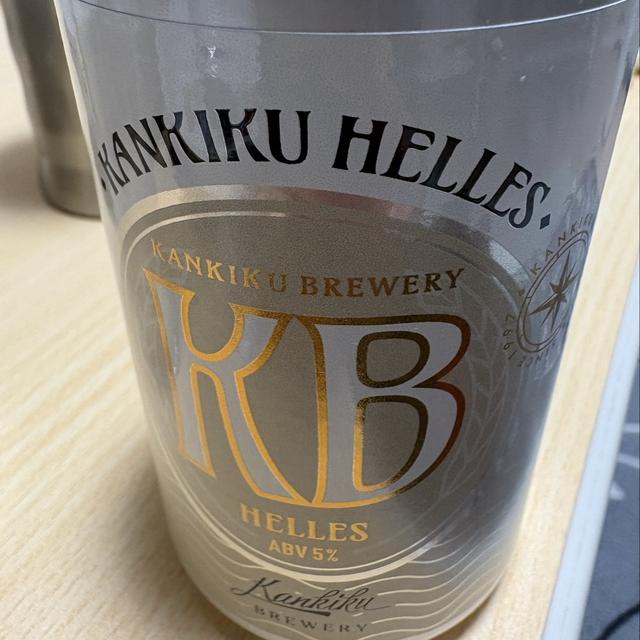 ·KANKIKU HELLES·
KANKIKU BREWERY
KB
HELLES
ABV 5%
Kankiku
BREWERY